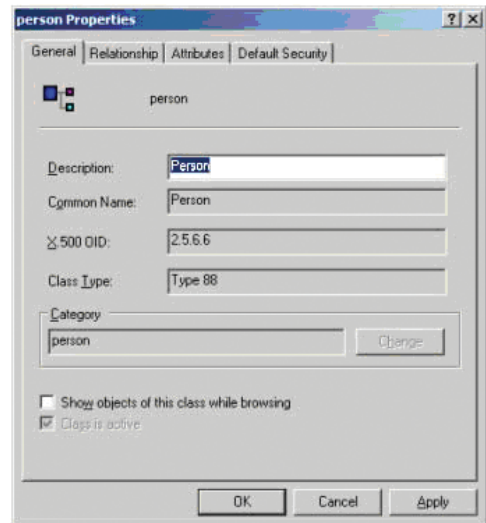 person Properties
? X
General Relationship Attributes Default Security
person
Description: Person
Common Name: Person
X.500 OID: 2.5.6.6
Class Type: Type 88
Category
person Change
Show objects of this class while browsing
Class is active
OK Cancel Apply